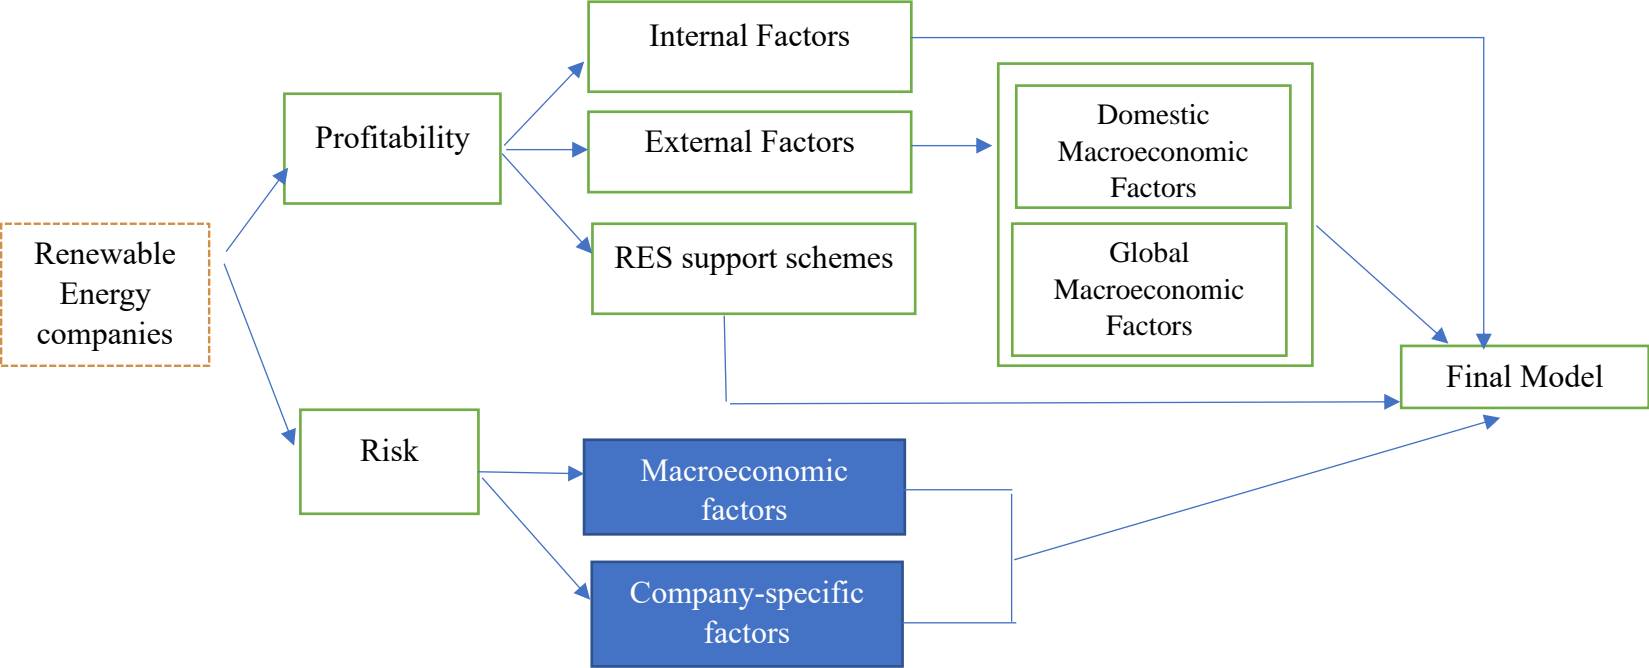 Internal Factors
Profitability
External Factors
Domestic
Macroeconomic
Factors
Renewable
Energy
companies
RES support schemes
Global
Macroeconomic
Factors
Final Model
Risk
Macroeconomic
factors
Company-specific
factors